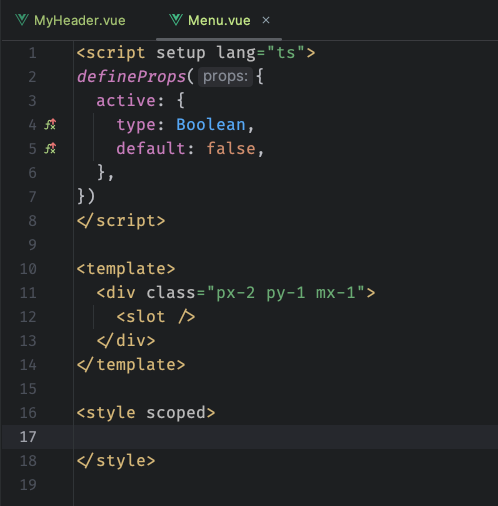 MyHeader.vue Menu.vue ×
1 <script setup lang="ts">
2 defineProps( props: {
3   active: {
4     type: Boolean,
5     default: false,
6   },
7 })
8 </script>
9
10 <template>
11   <div class="px-2 py-1 mx-1">
12     <slot />
13   </div>
14 </template>
15
16 <style scoped>
17
18 </style>
19